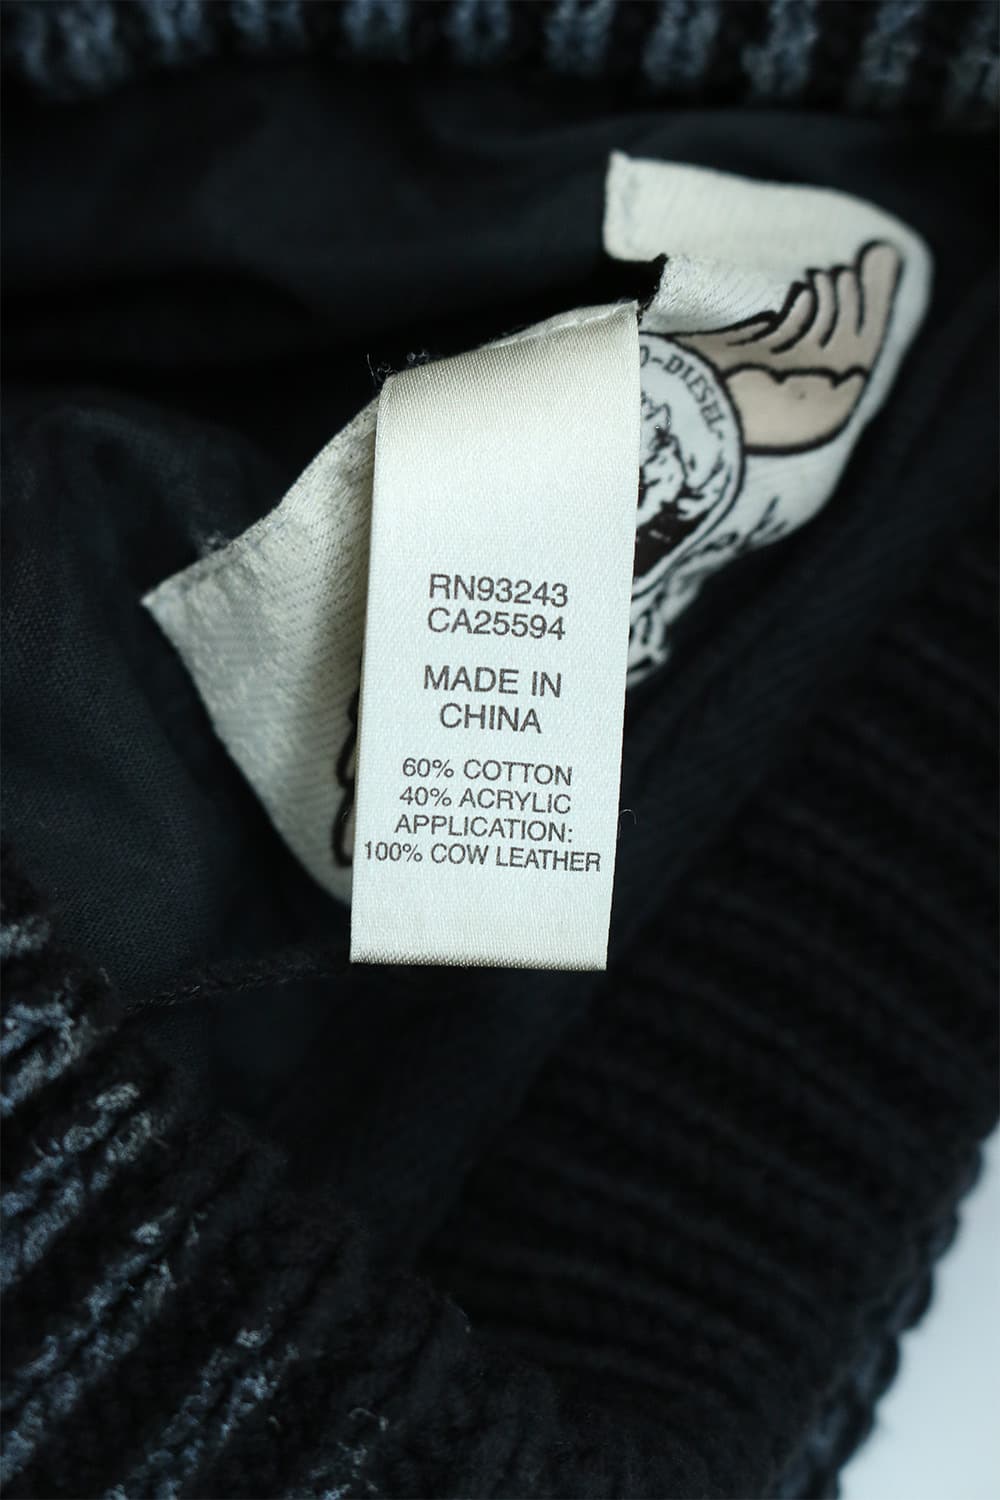 -DIESEL-
RN93243
CA25594
MADE IN
CHINA
60% COTTON
40% ACRYLIC
APPLICATION:
100% COW LEATHER